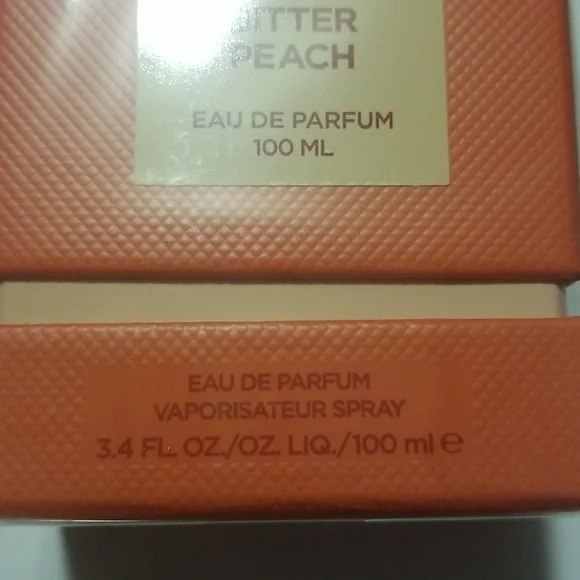 BITTER
PEACH
EAU DE PARFUM
100 ML
EAU DE PARFUM
VAPORISATEUR SPRAY
3.4 FL. OZ./OZ. LIQ./100 ml ℮